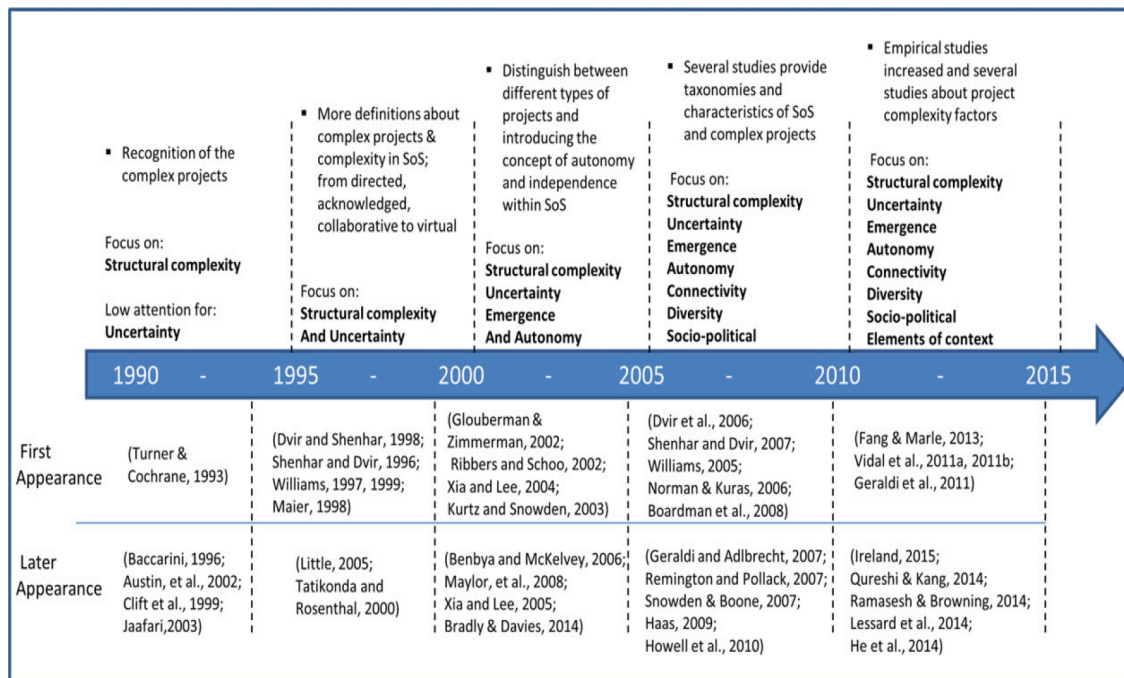 ▪ Recognition of the
complex projects
Focus on:
Structural complexity
Low attention for:
Uncertainty
▪ More definitions about
complex projects &
complexity in SoS;
from directed,
acknowledged,
collaborative to virtual
Focus on:
Structural complexity
And Uncertainty
▪ Distinguish between
different types of
projects and
introducing the
concept of autonomy
and independence
within SoS
Focus on:
Structural complexity
Uncertainty
Emergence
And Autonomy
▪ Several studies provide
taxonomies and
characteristics of SoS
and complex projects
Focus on:
Structural complexity
Uncertainty
Emergence
Autonomy
Connectivity
Diversity
Socio-political
▪ Empirical studies
increased and several
studies about project
complexity factors
Focus on:
Structural complexity
Uncertainty
Emergence
Autonomy
Connectivity
Diversity
Socio-political
Elements of context
1990 - 1995 - 2000 - 2005 - 2010 - 2015
First
Appearance
(Turner &
Cochrane, 1993)
(Dvir and Shenhar, 1998;
Shenhar and Dvir, 1996;
Williams, 1997, 1999;
Maier, 1998)
(Glouberman &
Zimmerman, 2002;
Ribbers and Schoo, 2002;
Xia and Lee, 2004;
Kurtz and Snowden, 2003)
(Dvir et al., 2006;
Shenhar and Dvir, 2007;
Williams, 2005;
Norman & Kuras, 2006;
Boardman et al., 2008)
(Fang & Marle, 2013;
Vidal et al., 2011a, 2011b;
Geraldi et al., 2011)
Later
Appearance
(Baccarini, 1996;
Austin, et al., 2002;
Clift et al., 1999;
Jaafari,2003)
(Little, 2005;
Tatikonda and
Rosenthal, 2000)
(Benbya and McKelvey, 2006;
Maylor, et al., 2008;
Xia and Lee, 2005;
Bradly & Davies, 2014)
(Geraldi and Adlbrecht, 2007;
Remington and Pollack, 2007;
Snowden & Boone, 2007;
Haas, 2009;
Howell et al., 2010)
(Ireland, 2015;
Qureshi & Kang, 2014;
Ramasesh & Browning, 2014;
Lessard et al., 2014;
He et al., 2014)